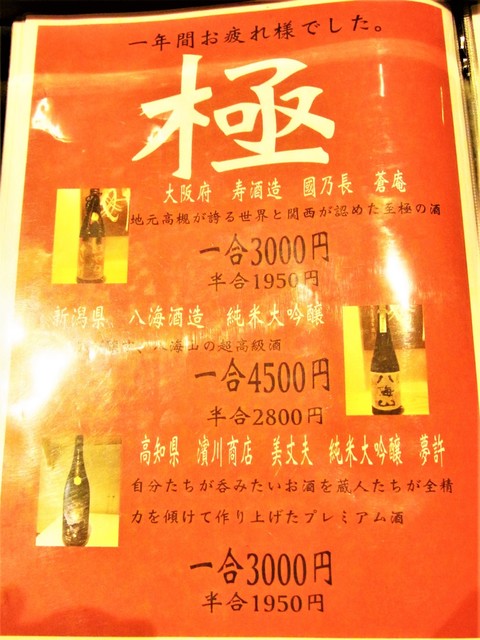 一年間お疲れ様でした。
極
大阪府 寿酒造 國乃長 蒼庵
地元高槻が誇る世界と関西が認めた至極の酒
一合3000円
半合1950円
新潟県 八海酒造 純米大吟醸
八海山の超高級酒
一合4500円
半合2800円
八海山
高知県 濵川商店 美丈夫 純米大吟醸 夢許
自分たちが呑みたいお酒を蔵人たちが全精
力を傾けて作り上げたプレミアム酒
一合3000円
半合1950円